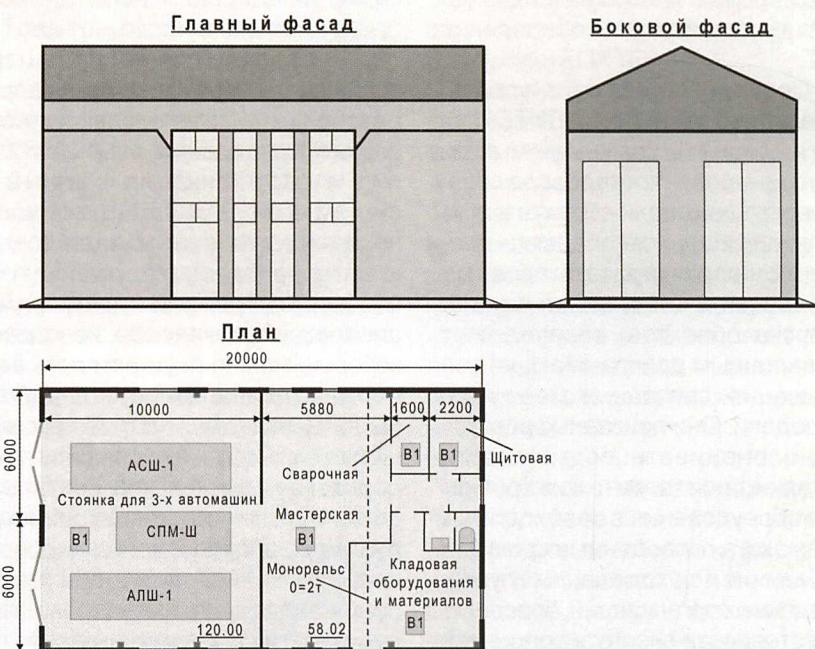 Главный фасад
Боковой фасад
План
20000
10000
5880
1600
2200
6000
6000
АСШ-1
Стоянка для 3-х автомашин
В1
СПМ-Ш
АЛШ-1
120.00
Сварочная
В1
В1
Щитовая
Мастерская
В1
Монорельс
0=2т
58.02
Кладовая
оборудования
и материалов
В1